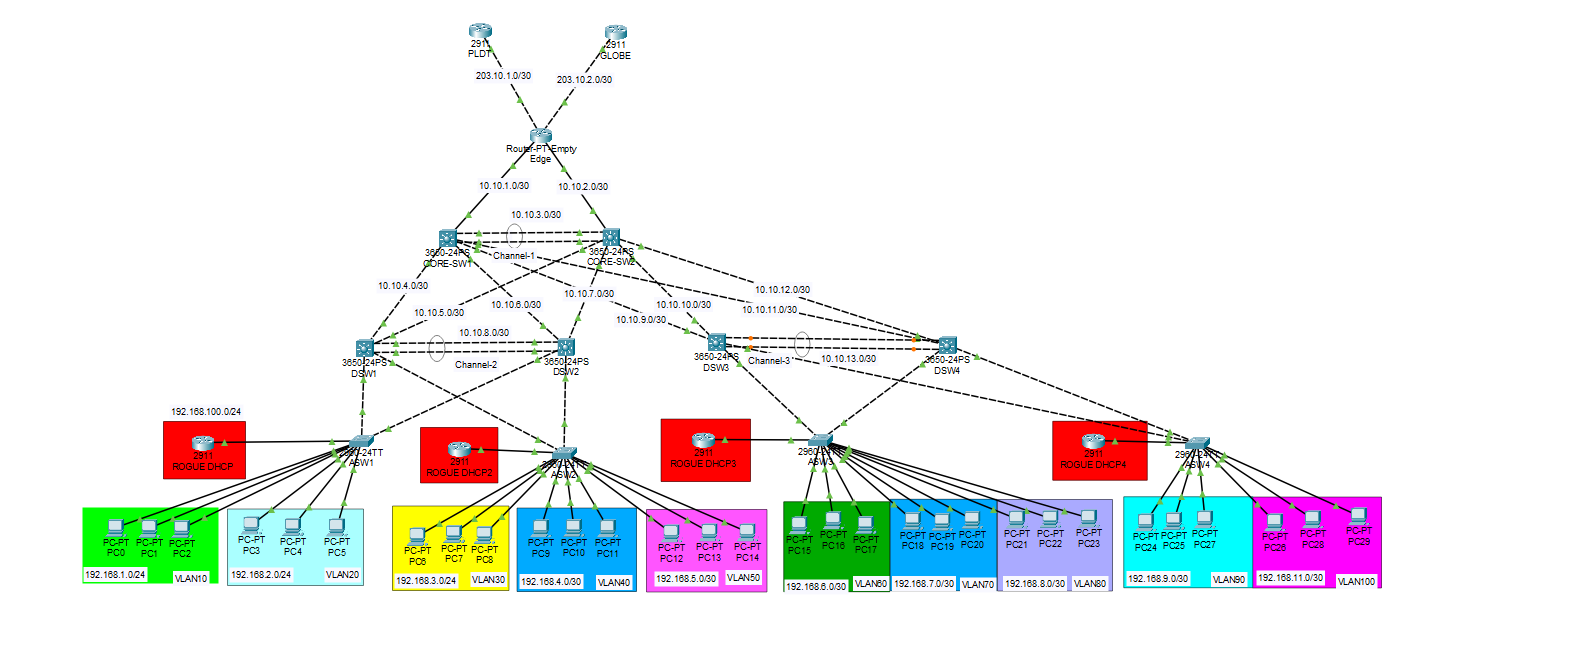 2911
PLDT
2911
GLOBE
203.10.1.0/30
203.10.2.0/30
Router-PT-Empty
Edge
10.10.1.0/30
10.10.2.0/30
10.10.3.0/30
3650-24PS
CORE-SW1
Channel-1
3650-24PS
CORE-SW2
10.10.4.0/30
10.10.5.0/30
10.10.6.0/30
10.10.7.0/30
10.10.10.0/30
10.10.9.0/30
10.10.12.0/30
10.10.11.0/30
10.10.8.0/30
3650-24PS
DSW1
Channel-2
3650-24PS
DSW2
3650-24PS
DSW3
Channel-3
10.10.13.0/30
3650-24PS
DSW4
192.168.100.0/24
2911
ROGUE DHCP
2960-24TT
ASW1
2911
ROGUE DHCP2
2960-24TT
ASW2
2911
ROGUE DHCP3
2960-24TT
ASW3
2911
ROGUE DHCP4
2960-24TT
ASW4
PC-PT
PC0
PC-PT
PC1
PC-PT
PC2
192.168.1.0/24
VLAN10
PC-PT
PC3
PC-PT
PC4
PC-PT
PC5
192.168.2.0/24
VLAN20
PC-PT
PC6
PC-PT
PC7
PC-PT
PC8
192.168.3.0/24
VLAN30
PC-PT
PC9
PC-PT
PC10
PC-PT
PC11
192.168.4.0/30
VLAN40
PC-PT
PC12
PC-PT
PC13
PC-PT
PC14
192.168.5.0/30
VLAN50
PC-PT
PC15
PC-PT
PC16
PC-PT
PC17
192.168.6.0/30
VLAN60
PC-PT
PC18
PC-PT
PC19
PC-PT
PC20
192.168.7.0/30
VLAN70
PC-PT
PC21
PC-PT
PC22
PC-PT
PC23
192.168.8.0/30
VLAN80
PC-PT
PC24
PC-PT
PC25
PC-PT
PC27
192.168.9.0/30
VLAN90
PC-PT
PC26
PC-PT
PC28
PC-PT
PC29
192.168.11.0/30
VLAN100